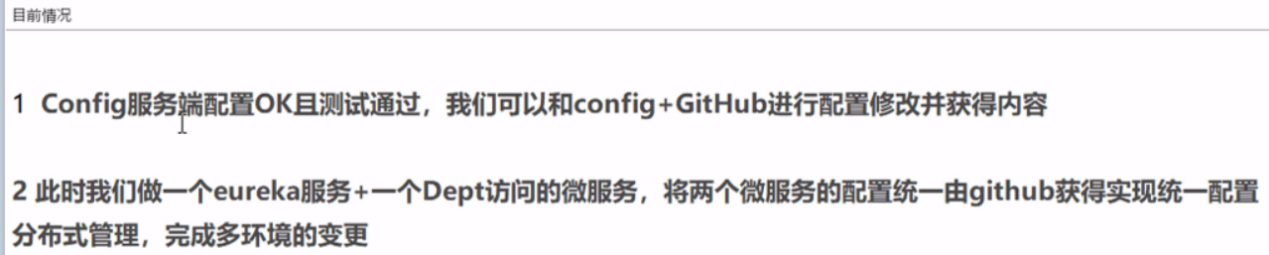 目前情况
1 Config服务端配置OK且测试通过，我们可以和config+GitHub进行配置修改并获得内容
2 此时我们做一个eureka服务+一个Dept访问的微服务，将两个微服务的配置统一由github获得实现统一配置
分布式管理，完成多环境的变更